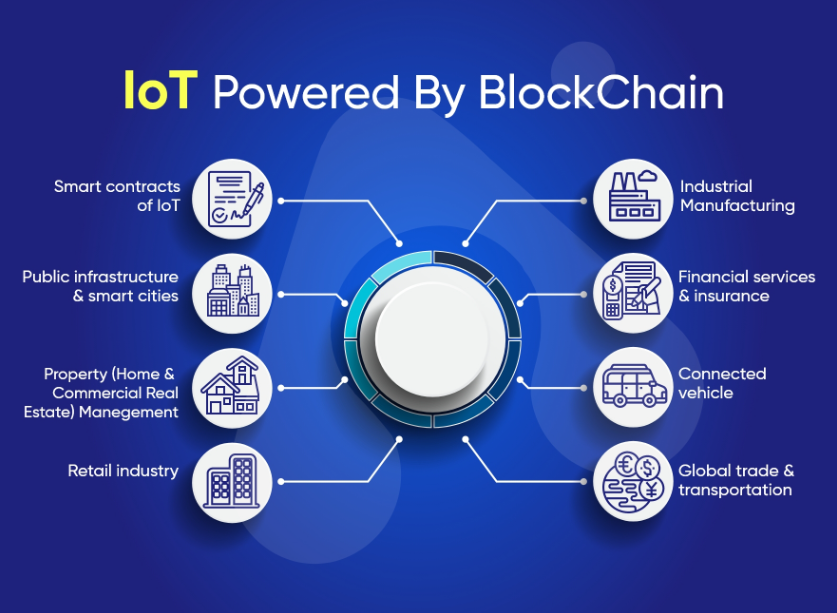 IoT Powered By BlockChain
Smart contracts
of IoT
Public infrastructure
& smart cities
Property (Home &
Commercial Real
Estate) Manegement
Retail industry
Industrial
Manufacturing
Financial services
& insurance
Connected
vehicle
Global trade &
transportation